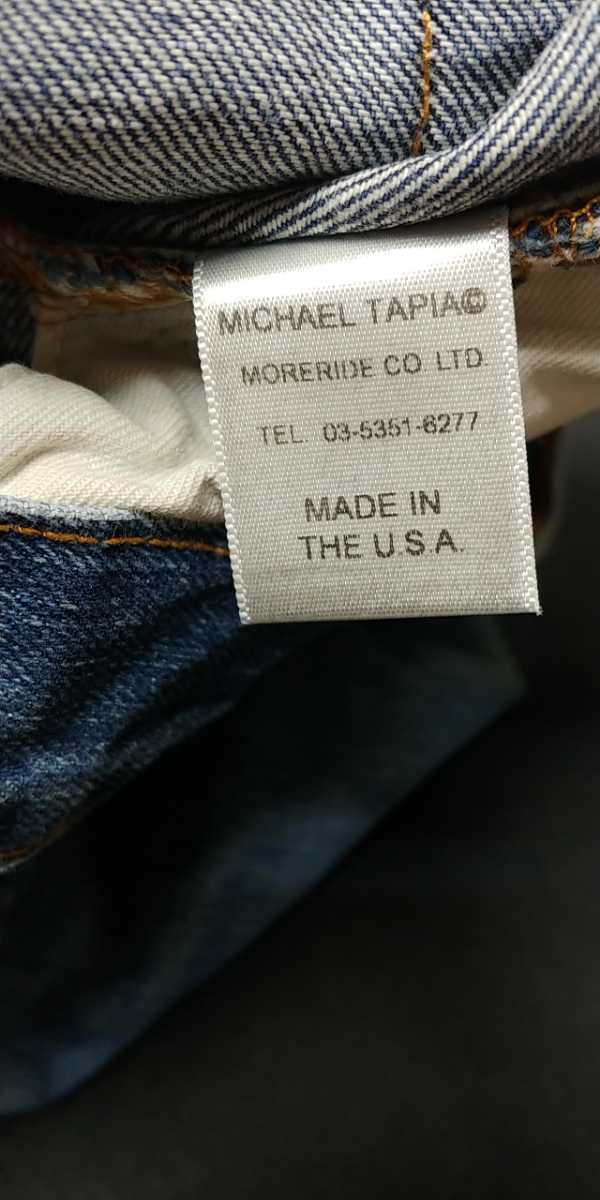 MICHAEL TAPIA©
MORERIDE CO LTD.
TEL. 03-5351-6277
MADE IN
THE U.S.A.